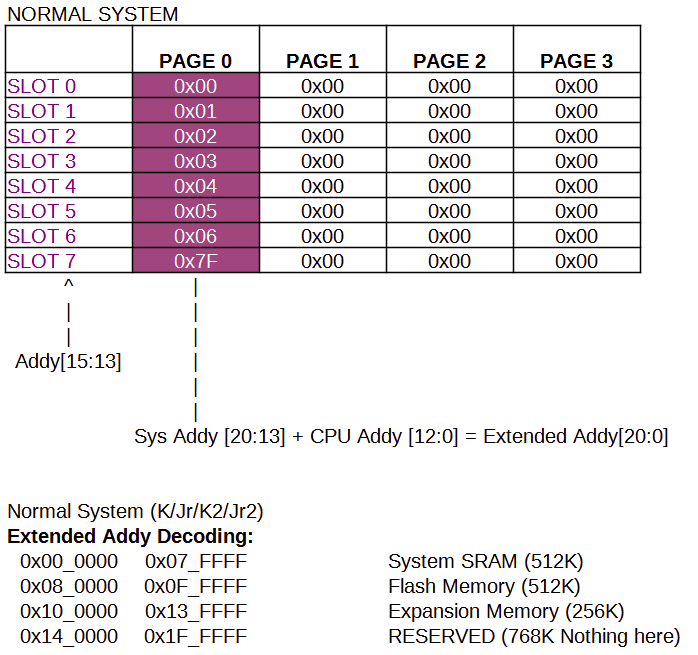 NORMAL SYSTEM
PAGE 0 PAGE 1 PAGE 2 PAGE 3
SLOT 0 0x00 0x00 0x00 0x00
SLOT 1 0x01 0x00 0x00 0x00
SLOT 2 0x02 0x00 0x00 0x00
SLOT 3 0x03 0x00 0x00 0x00
SLOT 4 0x04 0x00 0x00 0x00
SLOT 5 0x05 0x00 0x00 0x00
SLOT 6 0x06 0x00 0x00 0x00
SLOT 7 0x7F 0x00 0x00 0x00
^ |
| |
| |
Addy[15:13] |
|
|
Sys Addy [20:13] + CPU Addy [12:0] = Extended Addy[20:0]
Normal System (K/Jr/K2/Jr2)
Extended Addy Decoding:
0x00_0000 0x07_FFFF System SRAM (512K)
0x08_0000 0x0F_FFFF Flash Memory (512K)
0x10_0000 0x13_FFFF Expansion Memory (256K)
0x14_0000 0x1F_FFFF RESERVED (768K Nothing here)